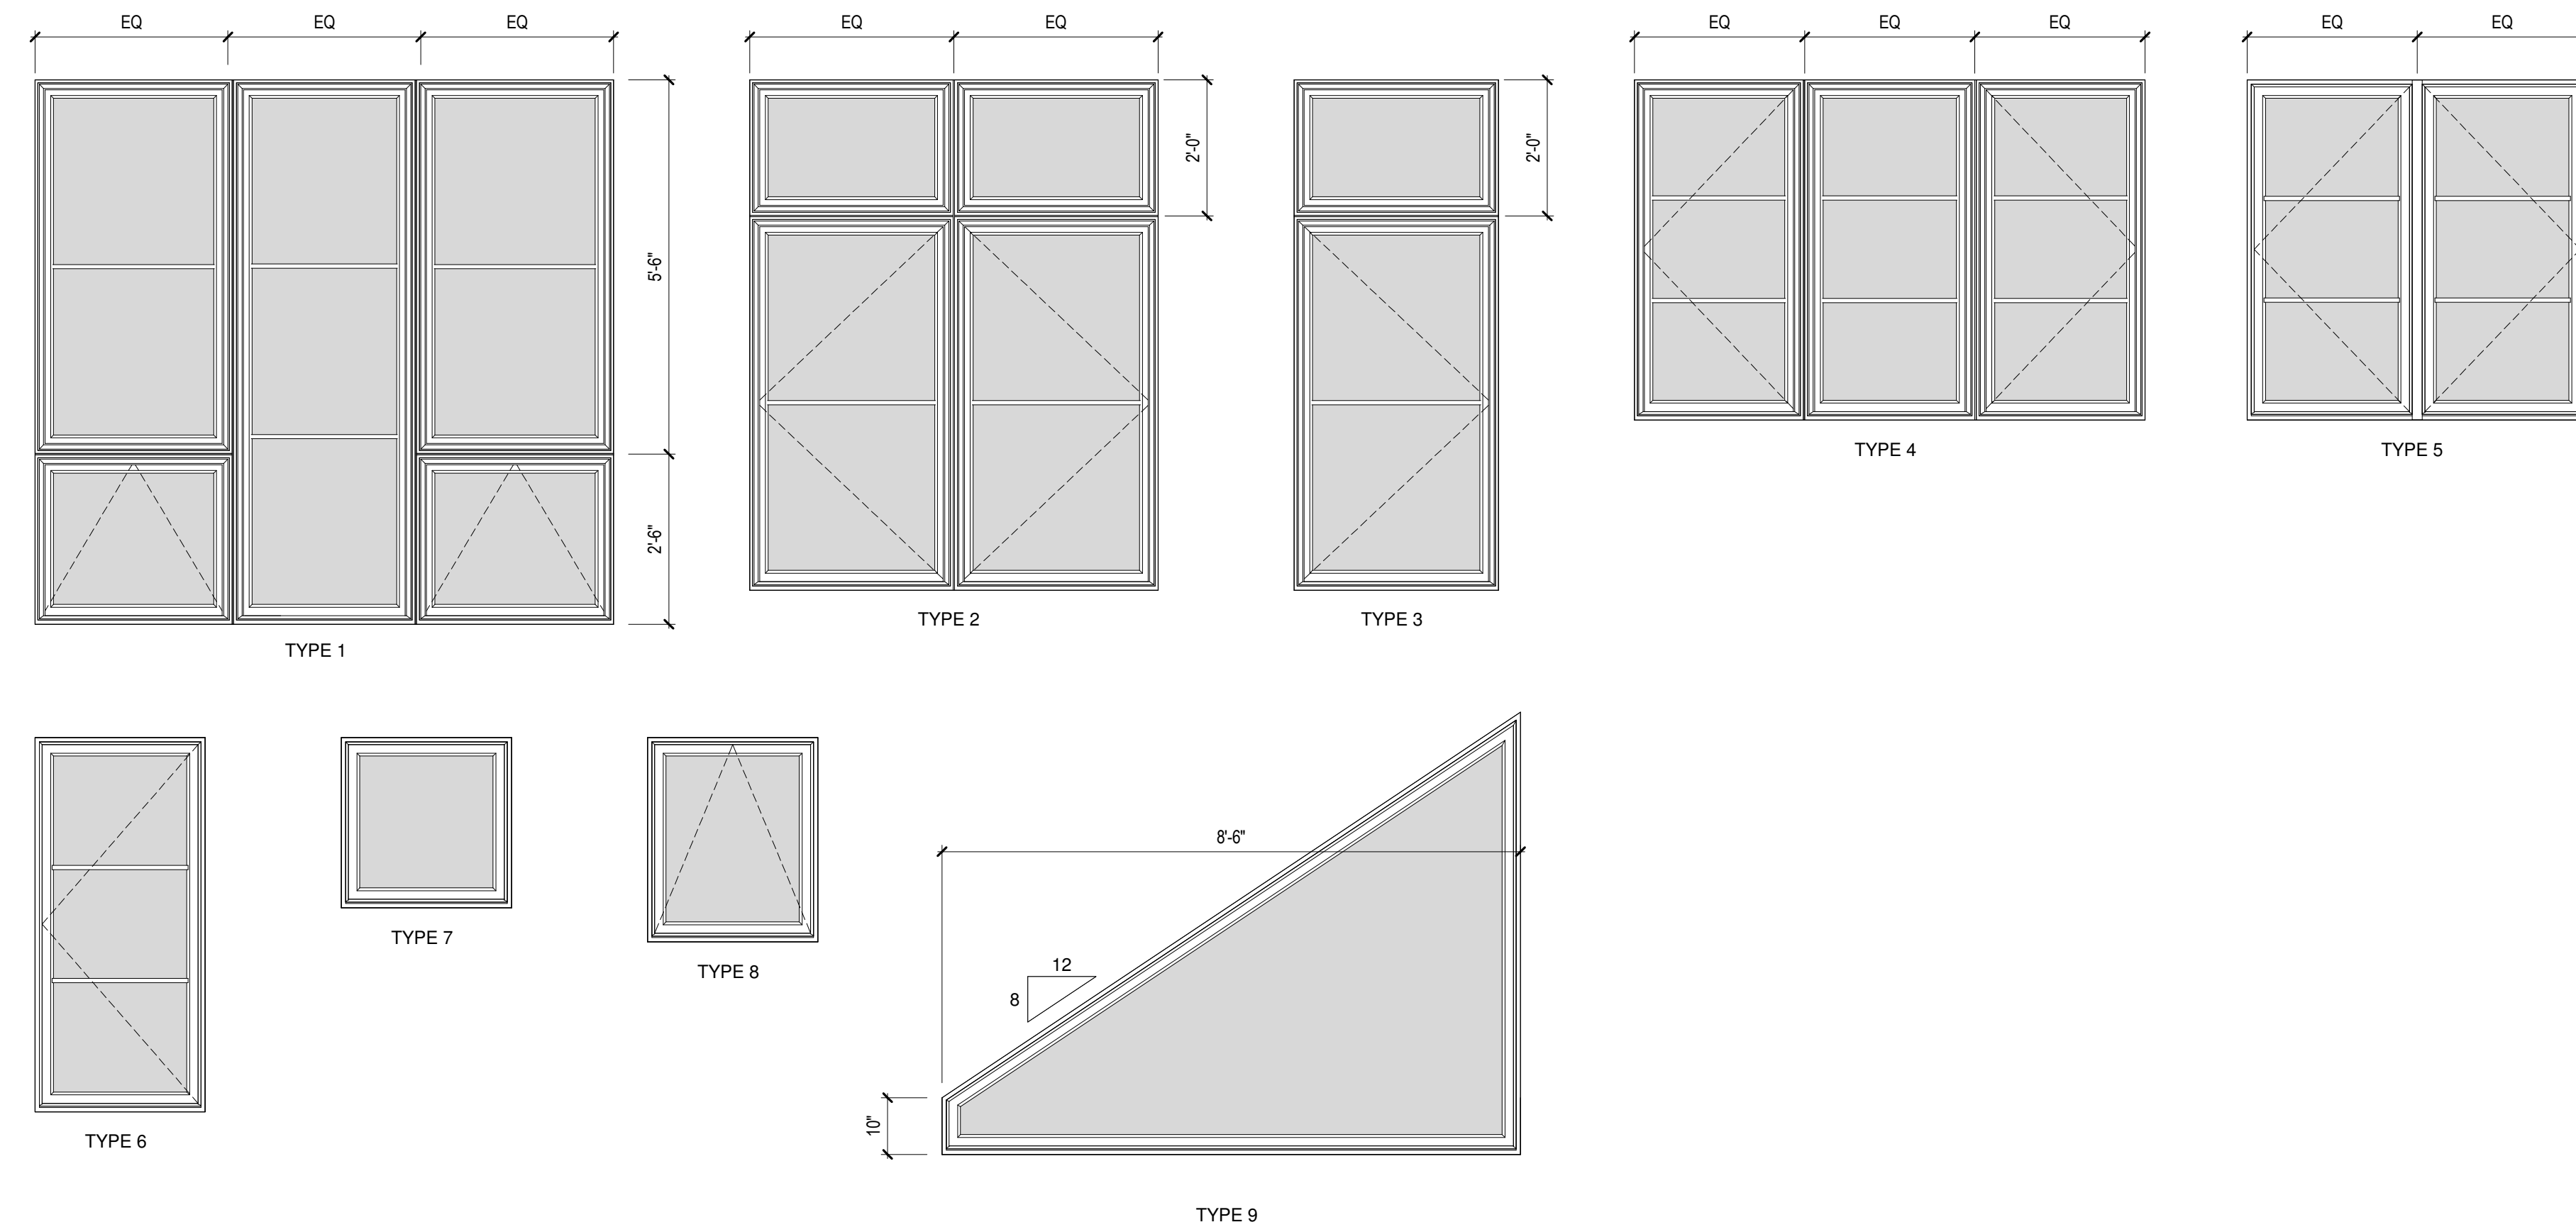 EQ EQ EQ
EQ EQ
EQ EQ EQ
EQ EQ
5'-6"
2'-6"
2'-0"
2'-0"
TYPE 1
TYPE 2
TYPE 3
TYPE 4
TYPE 5
TYPE 6
TYPE 7
TYPE 8
8'-6"
12
8
10"
TYPE 9